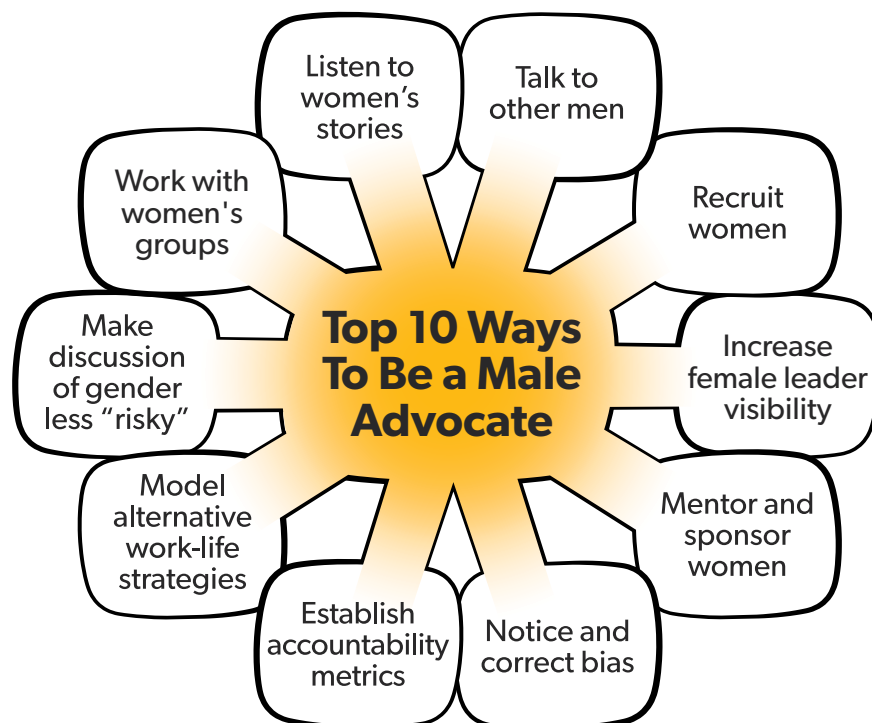 Top 10 Ways
To Be a Male
Advocate
Listen to
women’s
stories
Talk to
other men
Recruit
women
Increase
female leader
visibility
Mentor and
sponsor
women
Notice and
correct bias
Establish
accountability
metrics
Model
alternative
work-life
strategies
Make
discussion
of gender
less “risky”
Work with
women's
groups